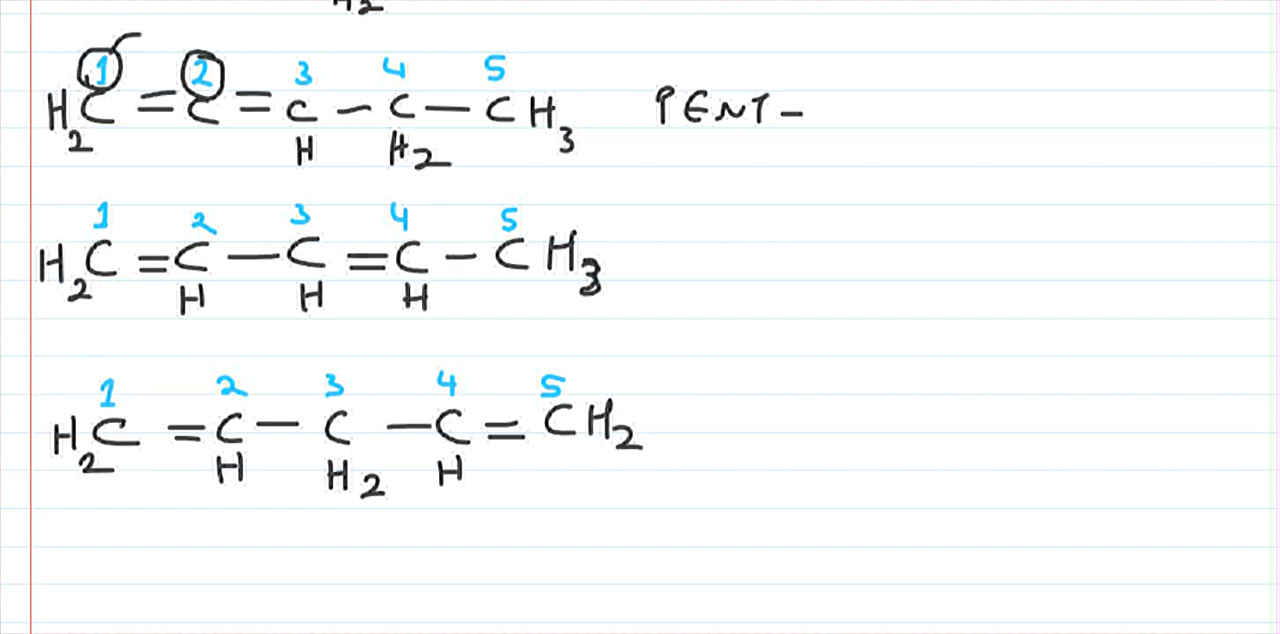 H2
1 2 3 4 5
H2C = C = C - C - CH3 PENT -
H H2
1 2 3 4 5
H2C = C - C = C - CH3
H H H
1 2 3 4 5
H2C = C - C - C = CH2
H H2 H